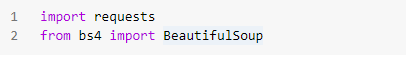 1 import requests
2 from bs4 import BeautifulSoup